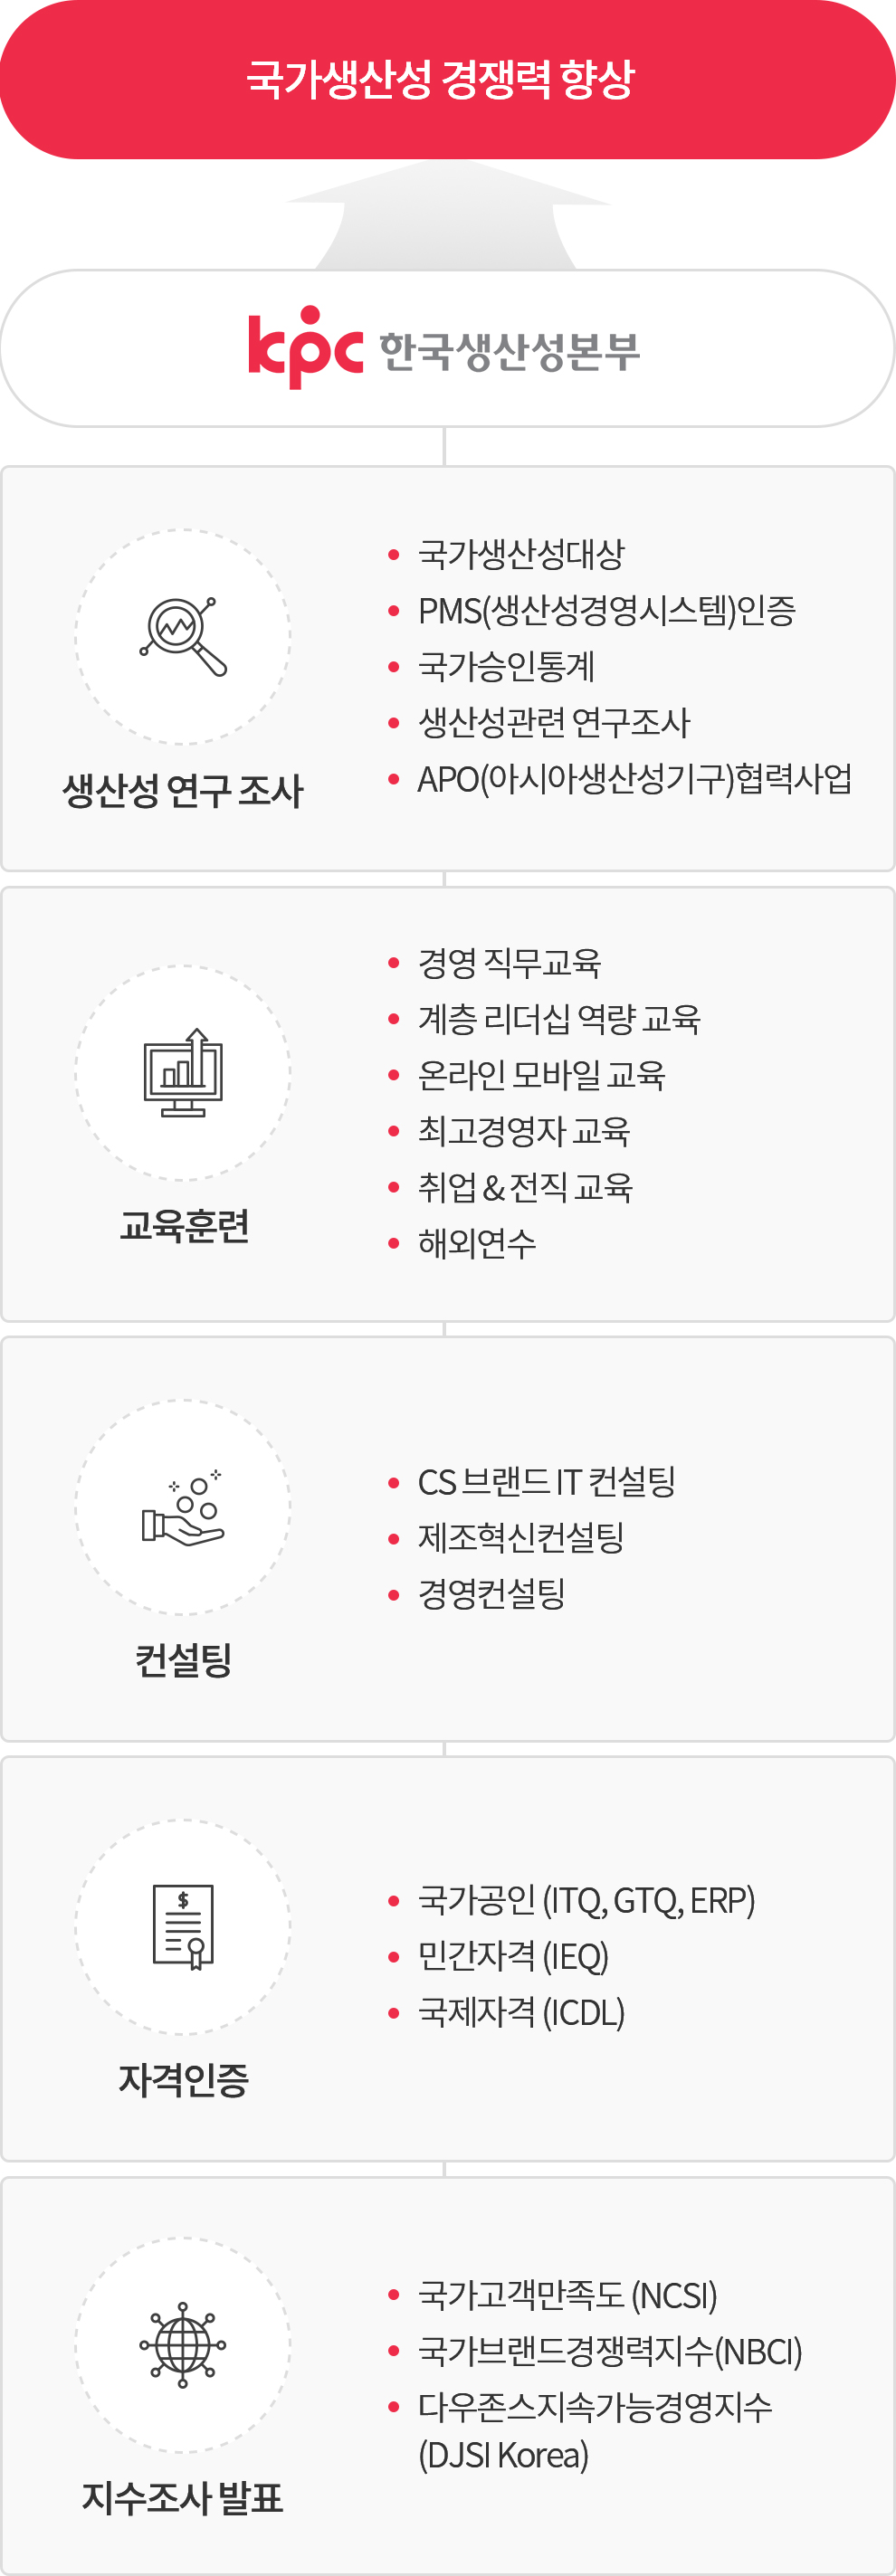 국가생산성 경쟁력 향상
kpc 한국생산성본부
생산성 연구 조사
국가생산성대상
PMS(생산성경영시스템)인증
국가승인통계
생산성관련 연구조사
APO(아시아생산성기구)협력사업
교육훈련
경영 직무교육
계층 리더십 역량 교육
온라인 모바일 교육
최고경영자 교육
취업 & 전직 교육
해외연수
컨설팅
CS 브랜드 IT 컨설팅
제조혁신컨설팅
경영컨설팅
$
자격인증
국가공인 (ITQ, GTQ, ERP)
민간자격 (IEQ)
국제자격 (ICDL)
지수조사 발표
국가고객만족도 (NCSI)
국가브랜드경쟁력지수(NBCI)
다우존스지속가능경영지수
(DJSI Korea)